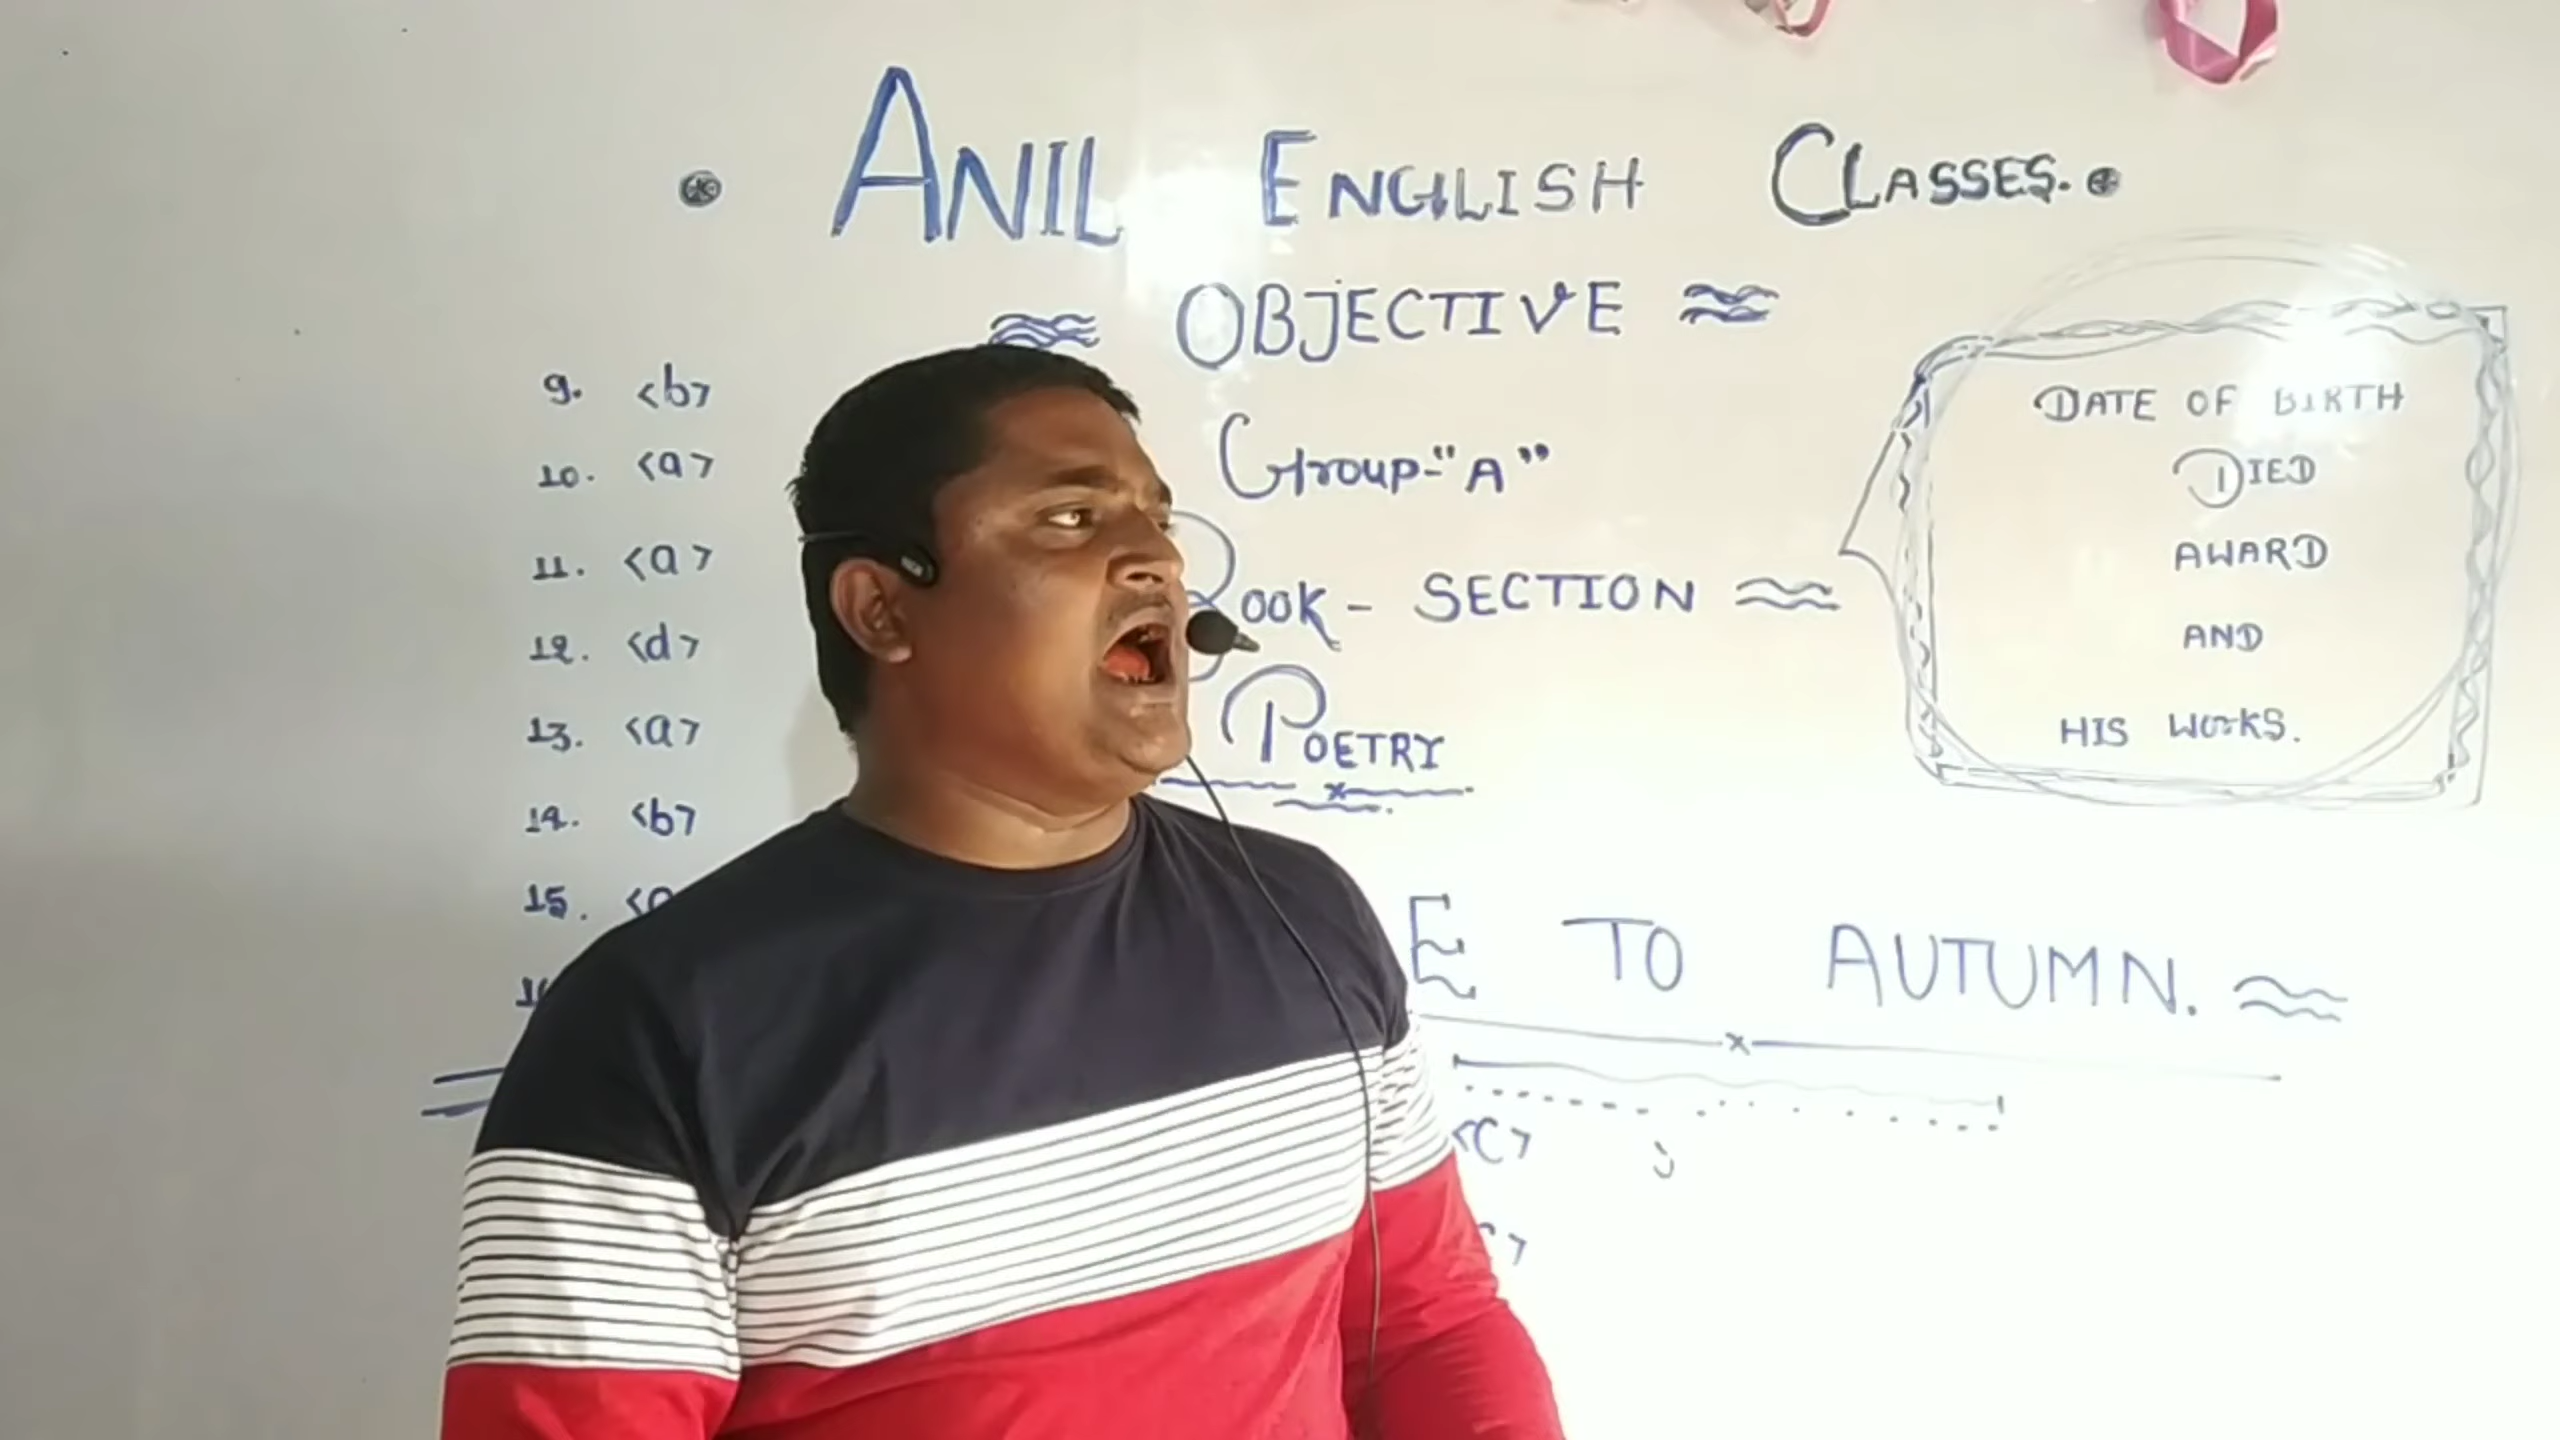 ANIL ENGLISH CLASSES.
OBJECTIVE
Group-"A"
OOK - SECTION
POETRY
E TO AUTUMN.
<C>
9. <b>
10. <a>
11. <a>
12. <d>
13. <a>
14. <b>
15.
DATE OF BIRTH
DIED
AWARD
AND
HIS WORKS.